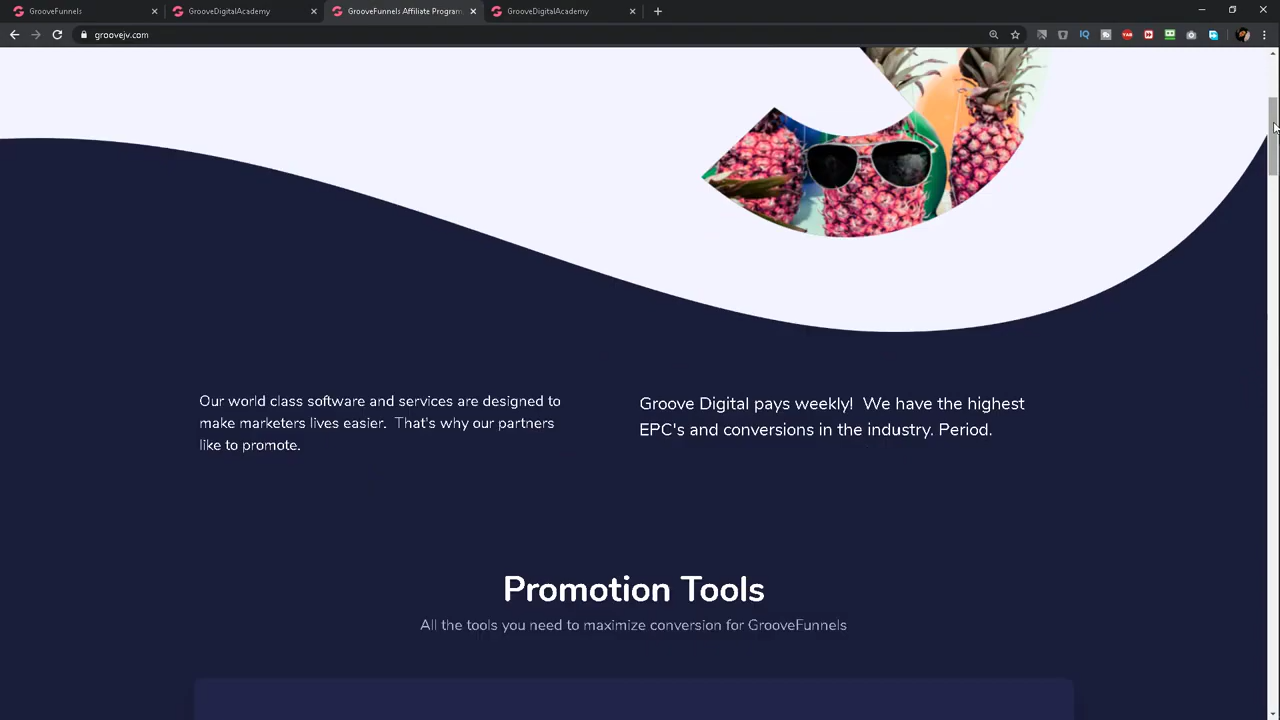 GrooveFunnels
GrooveDigitalAcademy
GrooveFunnels Affiliate Program
GrooveDigitalAcademy
groovejv.com
Our world class software and services are designed to
make marketers lives easier.  That's why our partners
like to promote.
Groove Digital pays weekly!  We have the highest
EPC's and conversions in the industry. Period.
Promotion Tools
All the tools you need to maximize conversion for GrooveFunnels